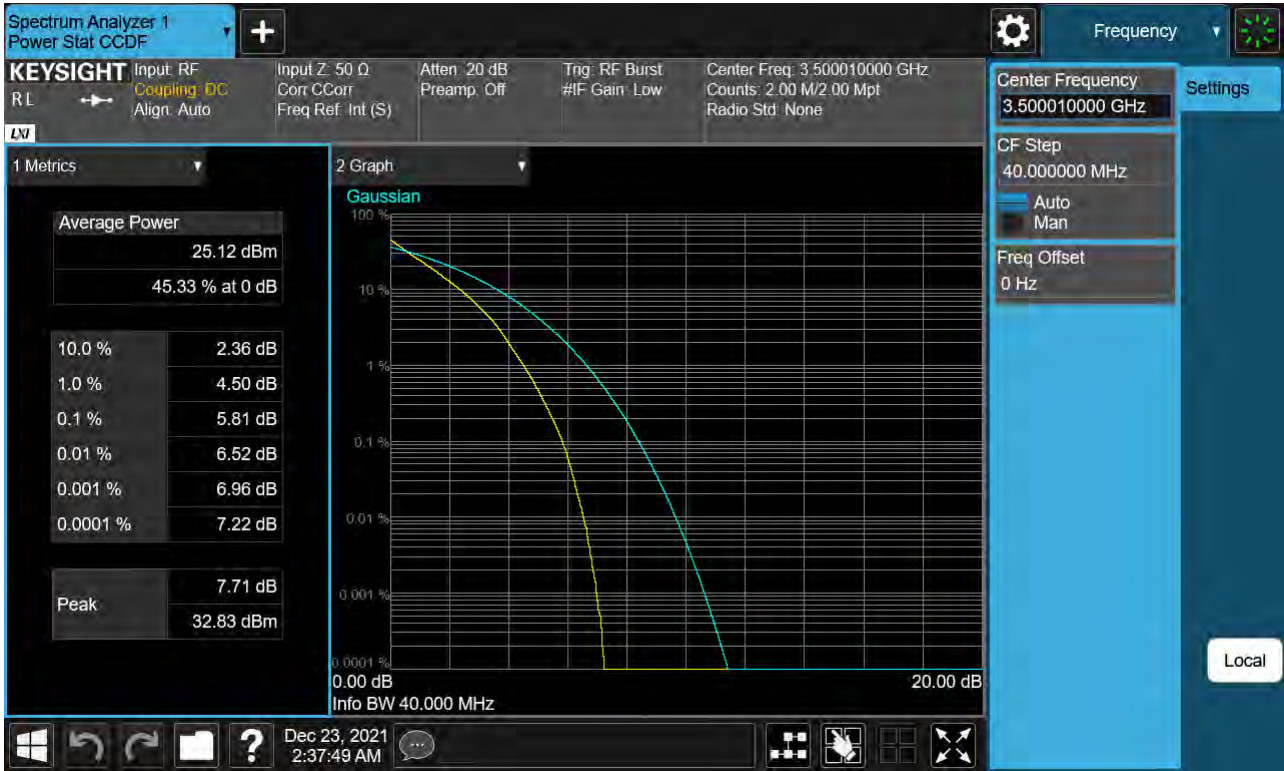 Spectrum Analyzer 1
Power Stat CCDF
Frequency
KEYSIGHT
R L
LXI
Input: RF
Coupling: DC
Align: Auto
Input Z: 50 Ω
Corr CCorr
Freq Ref: Int (S)
Atten: 20 dB
Preamp: Off
Trig: RF Burst
#IF Gain: Low
Center Freq: 3.500010000 GHz
Counts: 2.00 M/2.00 Mpt
Radio Std: None
Center Frequency
3.500010000 GHz
Settings
CF Step
40.000000 MHz
Auto
Man
Freq Offset
0 Hz
1 Metrics
Average Power
25.12 dBm
45.33 % at 0 dB
10.0 % 2.36 dB
1.0 % 4.50 dB
0.1 % 5.81 dB
0.01 % 6.52 dB
0.001 % 6.96 dB
0.0001 % 7.22 dB
Peak
7.71 dB
32.83 dBm
2 Graph
Gaussian
100 %
10 %
1 %
0.1 %
0.01 %
0.001 %
0.0001 %
0.00 dB 20.00 dB
Info BW 40.000 MHz
Local
?
Dec 23, 2021
2:37:49 AM